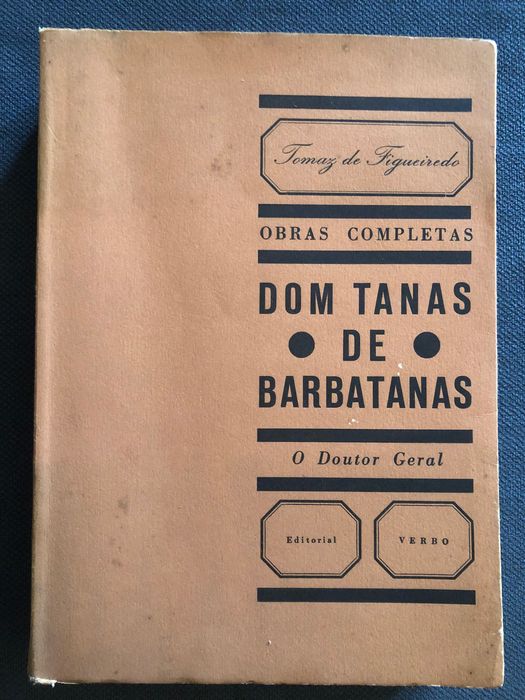 Tomaz de Figueiredo
OBRAS COMPLETAS
DOM TANAS
• DE •
BARBATANAS
O Doutor Geral
Editorial VERBO